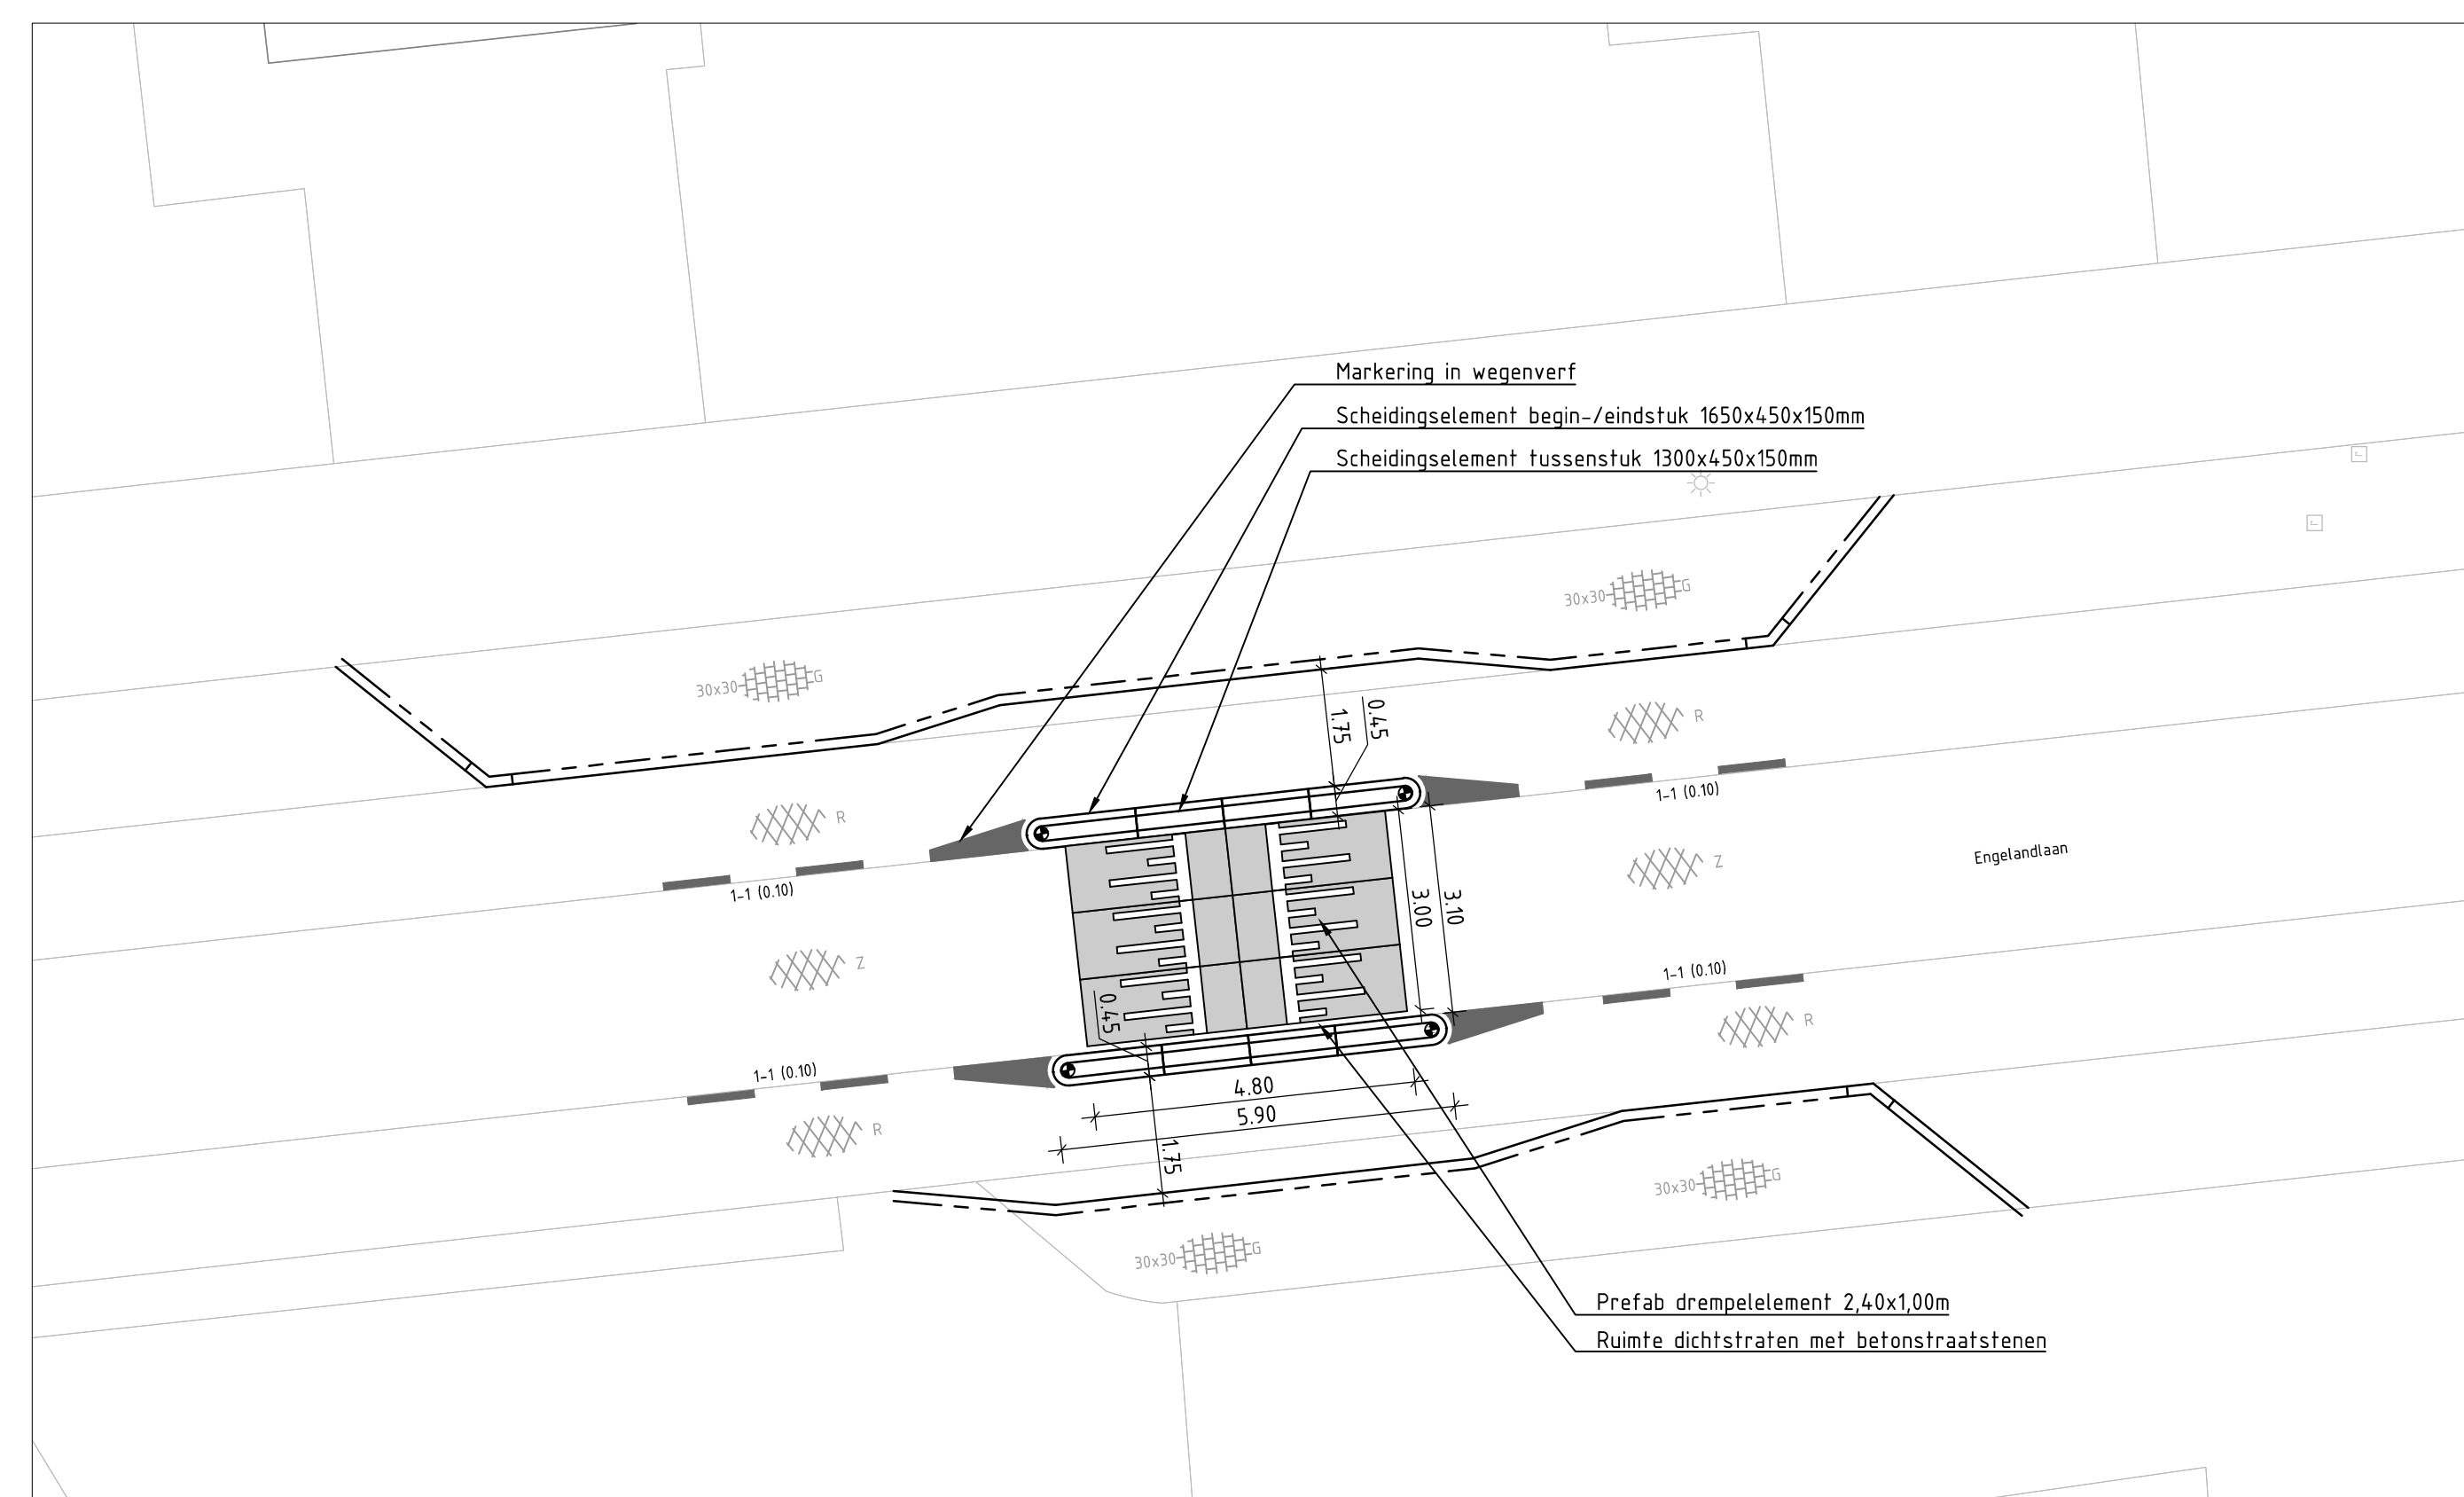 Markering in wegenverf
Scheidingselement begin-/eindstuk 1650x450x150mm
Scheidingselement tussenstuk 1300x450x150mm
30x30 G
30x30 G
1.75
0.45
R
R
1-1 (0.10)
1-1 (0.10)
Z
Engelandlaan
Z
3.00
3.10
0.45
1-1 (0.10)
1-1 (0.10)
R
R
4.80
5.90
1.75
30x30 G
30x30 G
Prefab drempelelement 2,40x1,00m
Ruimte dichtstraten met betonstraatstenen